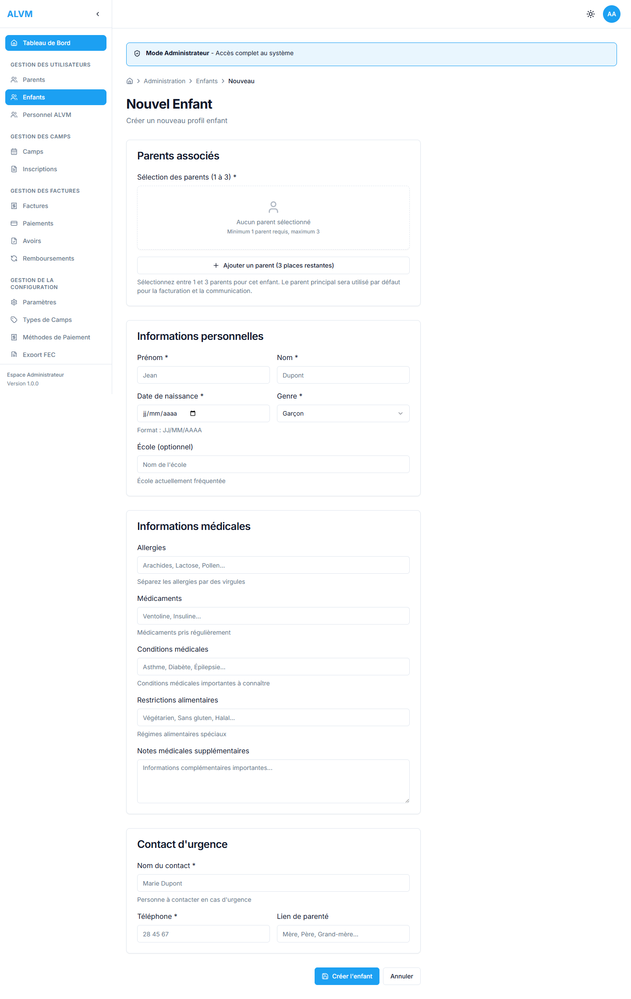 ALVM
AA
Tableau de Bord
GESTION DES UTILISATEURS
Parents
Enfants
Personnel ALVM
GESTION DES CAMPS
Camps
Inscriptions
GESTION DES FACTURES
Factures
Paiements
Avoirs
Remboursements
GESTION DE LA
CONFIGURATION
Paramètres
Types de Camps
Méthodes de Paiement
Export FEC
Espace Administrateur
Version 1.0.0
Mode Administrateur - Accès complet au système
Administration > Enfants > Nouveau
Nouvel Enfant
Créer un nouveau profil enfant
Parents associés
Sélection des parents (1 à 3) *
Aucun parent sélectionné
Minimum 1 parent requis, maximum 3
Ajouter un parent (3 places restantes)
Sélectionnez entre 1 et 3 parents pour cet enfant. Le parent principal sera utilisé par défaut
pour la facturation et la communication.
Informations personnelles
Prénom * Nom *
Jean Dupont
Date de naissance * Genre *
jj/mm/aaaa Garçon
Format : JJ/MM/AAAA
École (optionnel)
Nom de l'école
École actuellement fréquentée
Informations médicales
Allergies
Arachides, Lactose, Pollen...
Séparez les allergies par des virgules
Médicaments
Ventoline, Insuline...
Médicaments pris régulièrement
Conditions médicales
Asthme, Diabète, Épilepsie...
Conditions médicales importantes à connaître
Restrictions alimentaires
Végétarien, Sans gluten, Halal...
Régimes alimentaires spéciaux
Notes médicales supplémentaires
Informations complémentaires importantes...
Contact d'urgence
Nom du contact *
Marie Dupont
Personne à contacter en cas d'urgence
Téléphone * Lien de parenté
28 45 67 Mère, Père, Grand-mère...
Créer l'enfant Annuler